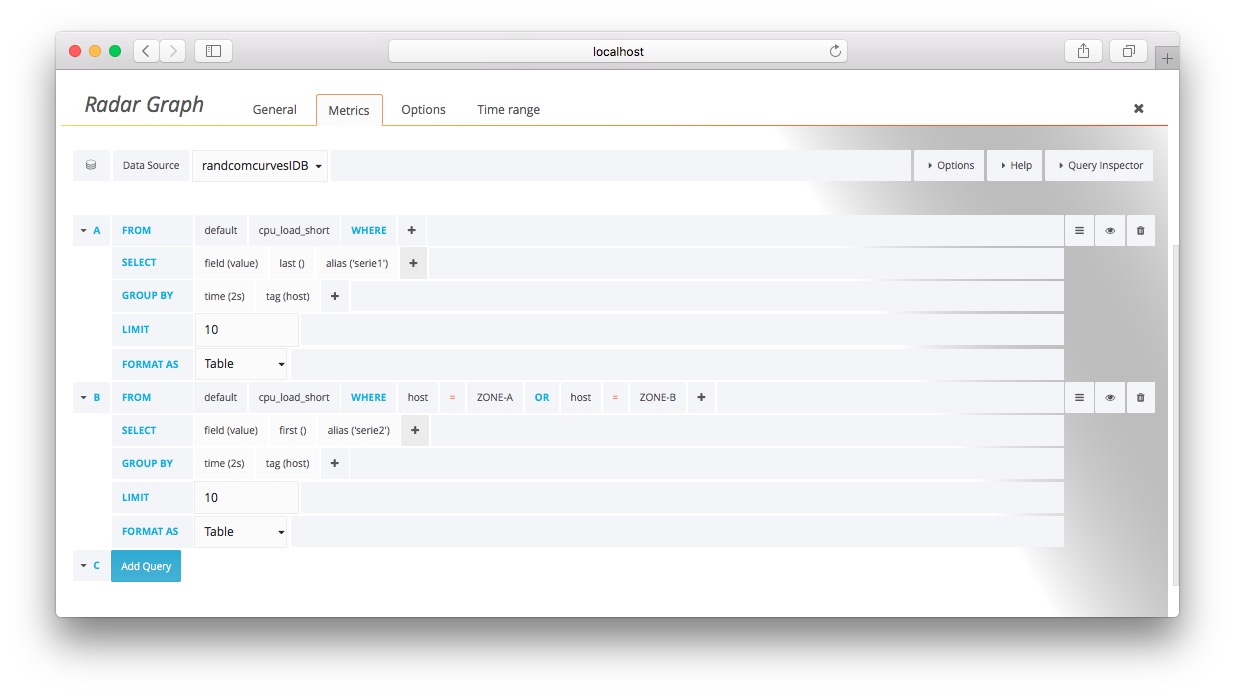 localhost
Radar Graph General Metrics Options Time range
Data Source randcomcurvesIDB Options Help Query Inspector
A FROM default cpu_load_short WHERE +
SELECT field (value) last () alias ('serie1') +
GROUP BY time (2s) tag (host) +
LIMIT 10
FORMAT AS Table
B FROM default cpu_load_short WHERE host = ZONE-A OR host = ZONE-B +
SELECT field (value) first () alias ('serie2') +
GROUP BY time (2s) tag (host) +
LIMIT 10
FORMAT AS Table
C Add Query